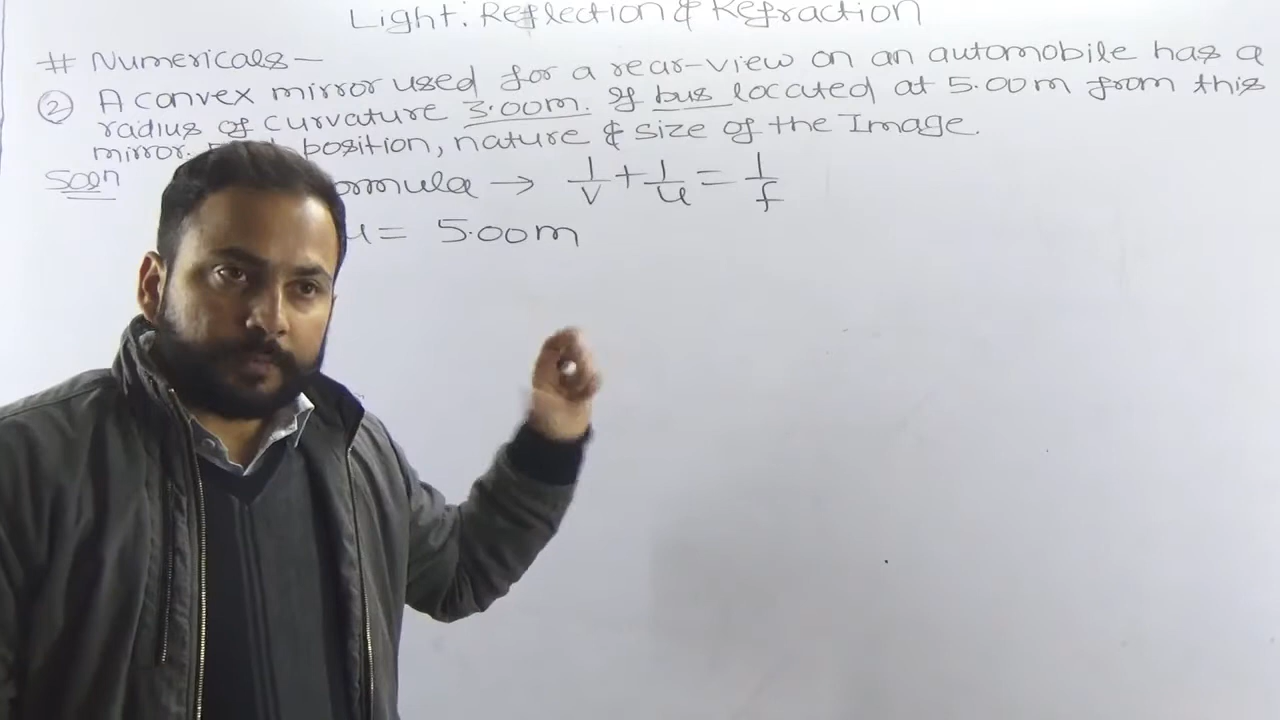 Light: Reflection & Refraction
# Numericals —
② A convex mirror used for a rear-view on an automobile has a
radius of curvature 3.00m. If bus located at 5.00m from this
mirror. position, nature & size of the Image.
Soln → 1/v + 1/u = 1/f
u = 5.00m